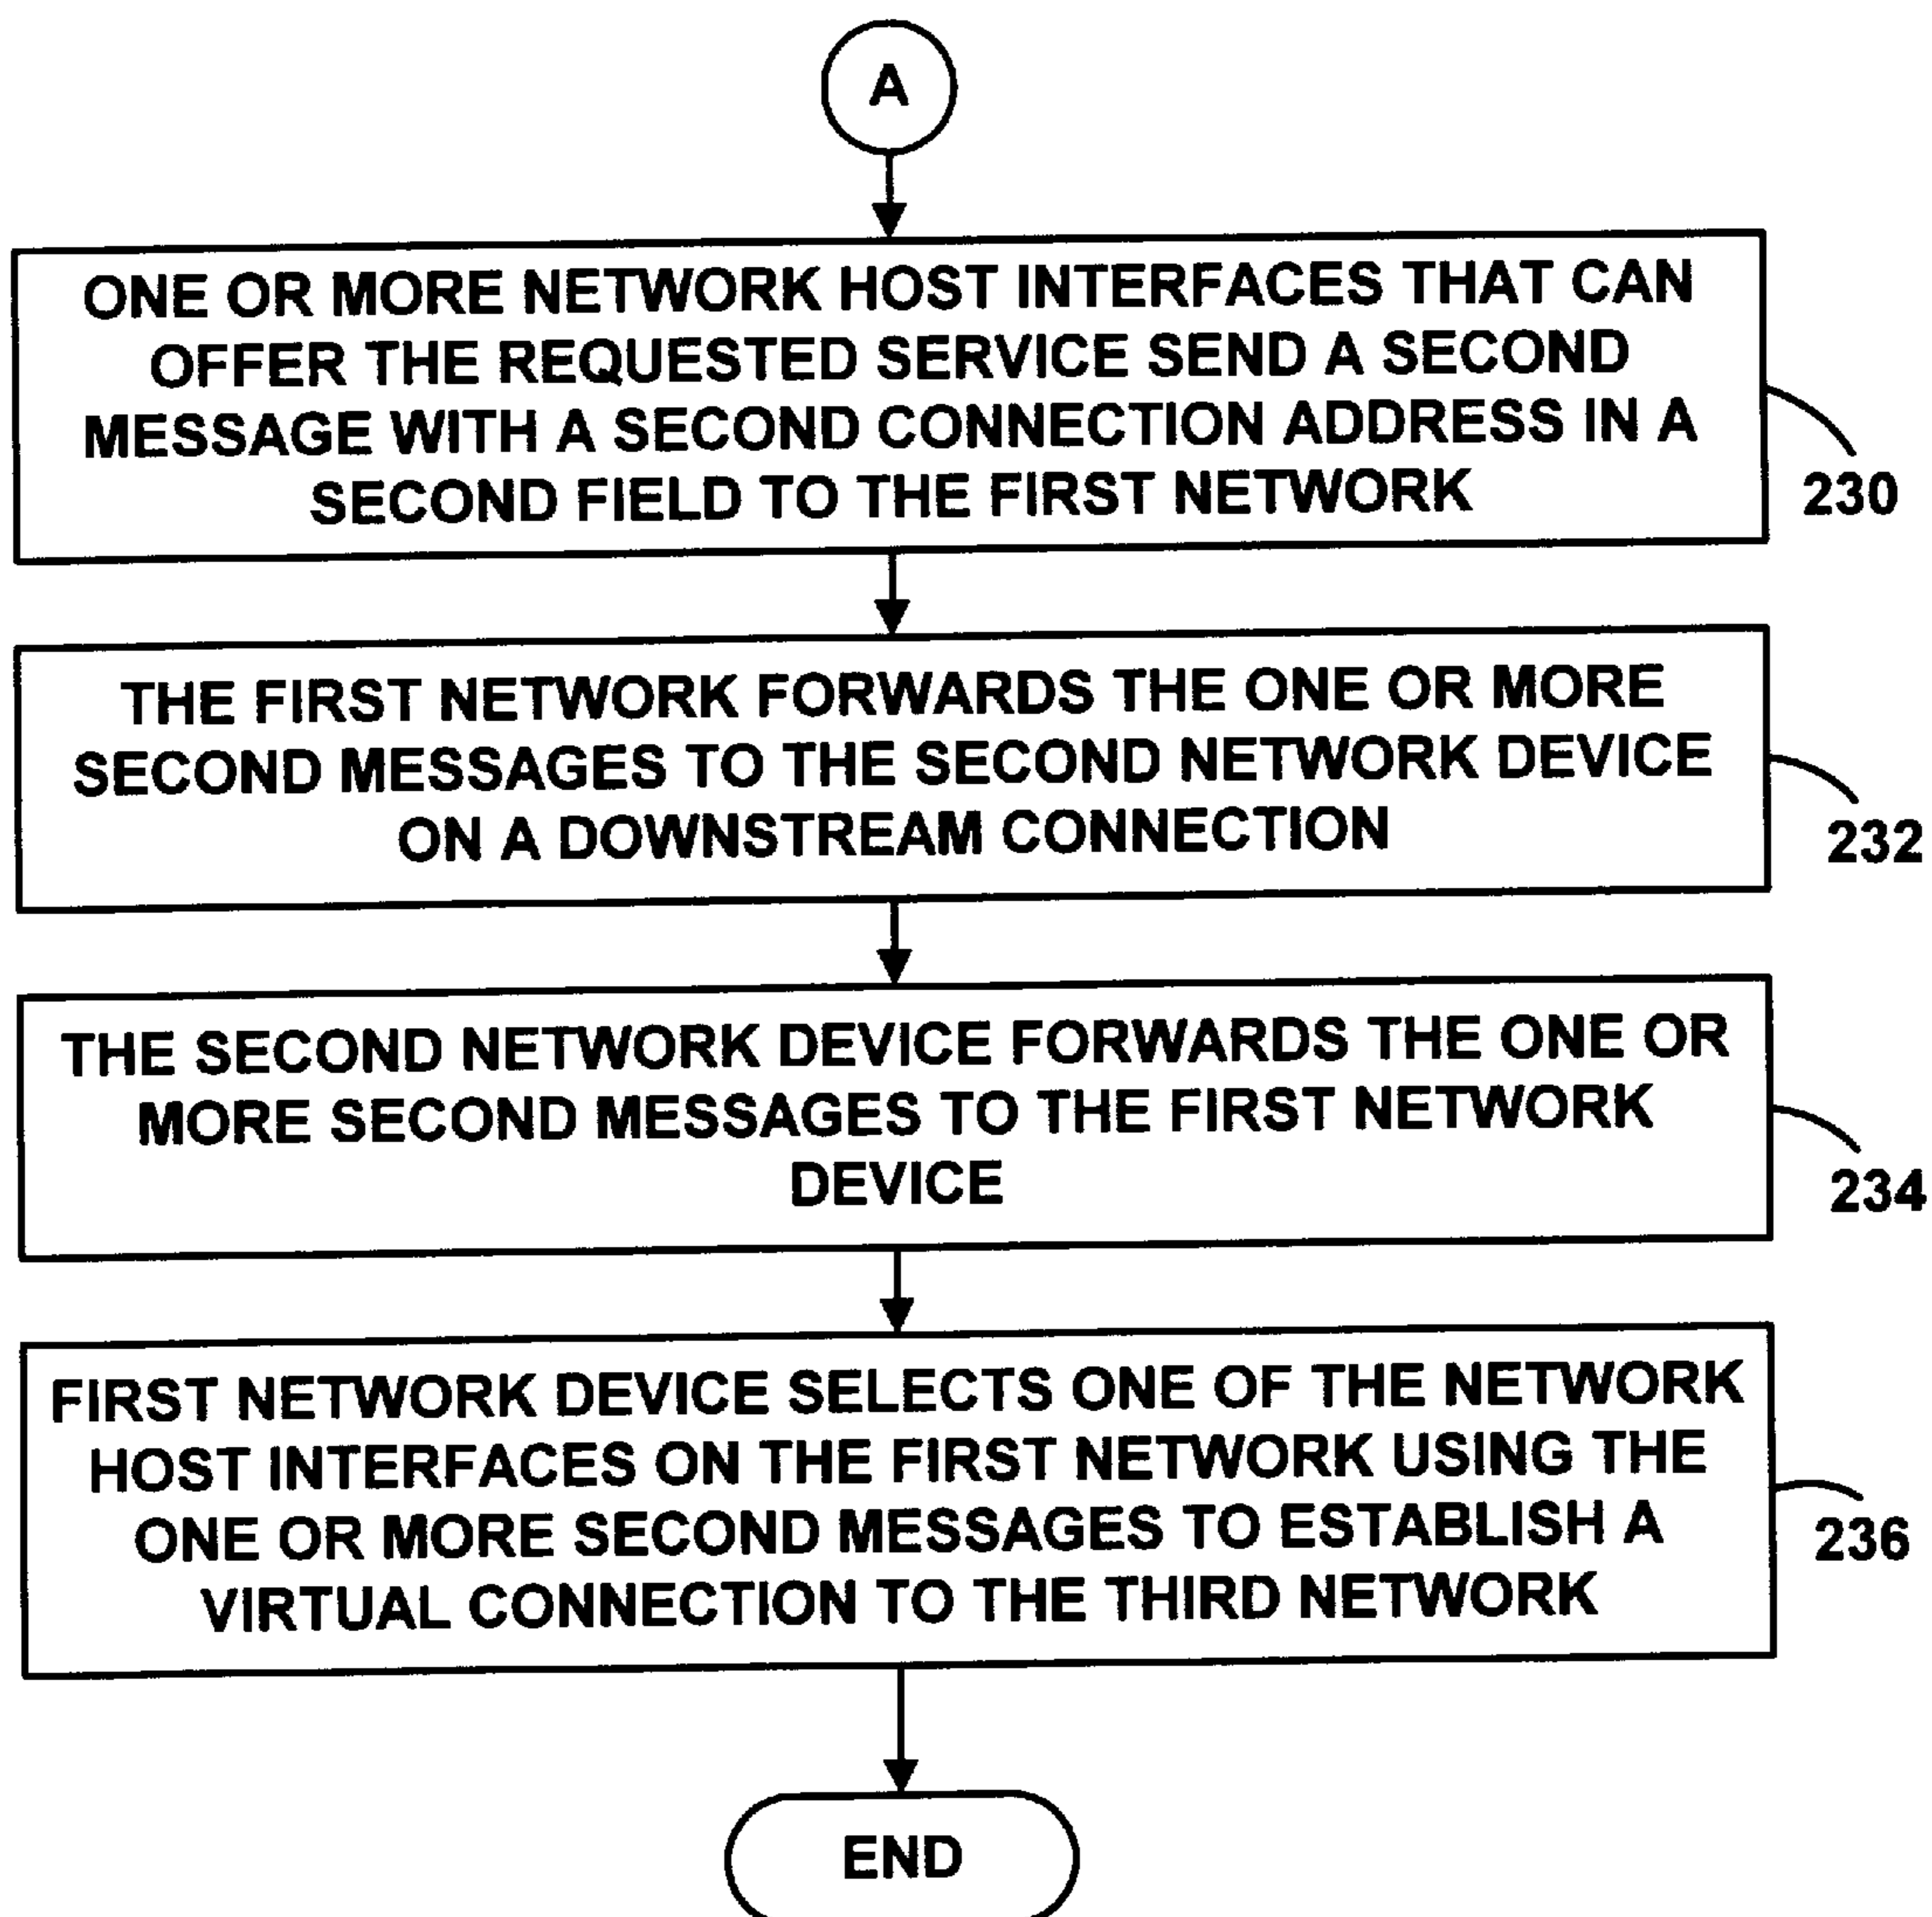 A
ONE OR MORE NETWORK HOST INTERFACES THAT CAN
OFFER THE REQUESTED SERVICE SEND A SECOND
MESSAGE WITH A SECOND CONNECTION ADDRESS IN A
SECOND FIELD TO THE FIRST NETWORK
230
THE FIRST NETWORK FORWARDS THE ONE OR MORE
SECOND MESSAGES TO THE SECOND NETWORK DEVICE
ON A DOWNSTREAM CONNECTION
232
THE SECOND NETWORK DEVICE FORWARDS THE ONE OR
MORE SECOND MESSAGES TO THE FIRST NETWORK
DEVICE
234
FIRST NETWORK DEVICE SELECTS ONE OF THE NETWORK
HOST INTERFACES ON THE FIRST NETWORK USING THE
ONE OR MORE SECOND MESSAGES TO ESTABLISH A
VIRTUAL CONNECTION TO THE THIRD NETWORK
236
END